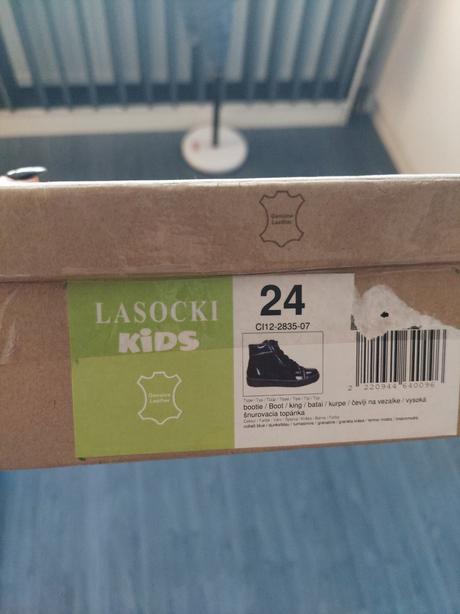 Genuine
Leather
LASOCKI
KiDS
Genuine
Leather
24
CI12-2835-07
2 220944 640096
bootie / Boot / king / batai / kurpe / čevlji na vezalke / vysoká
šnurovacia topánka